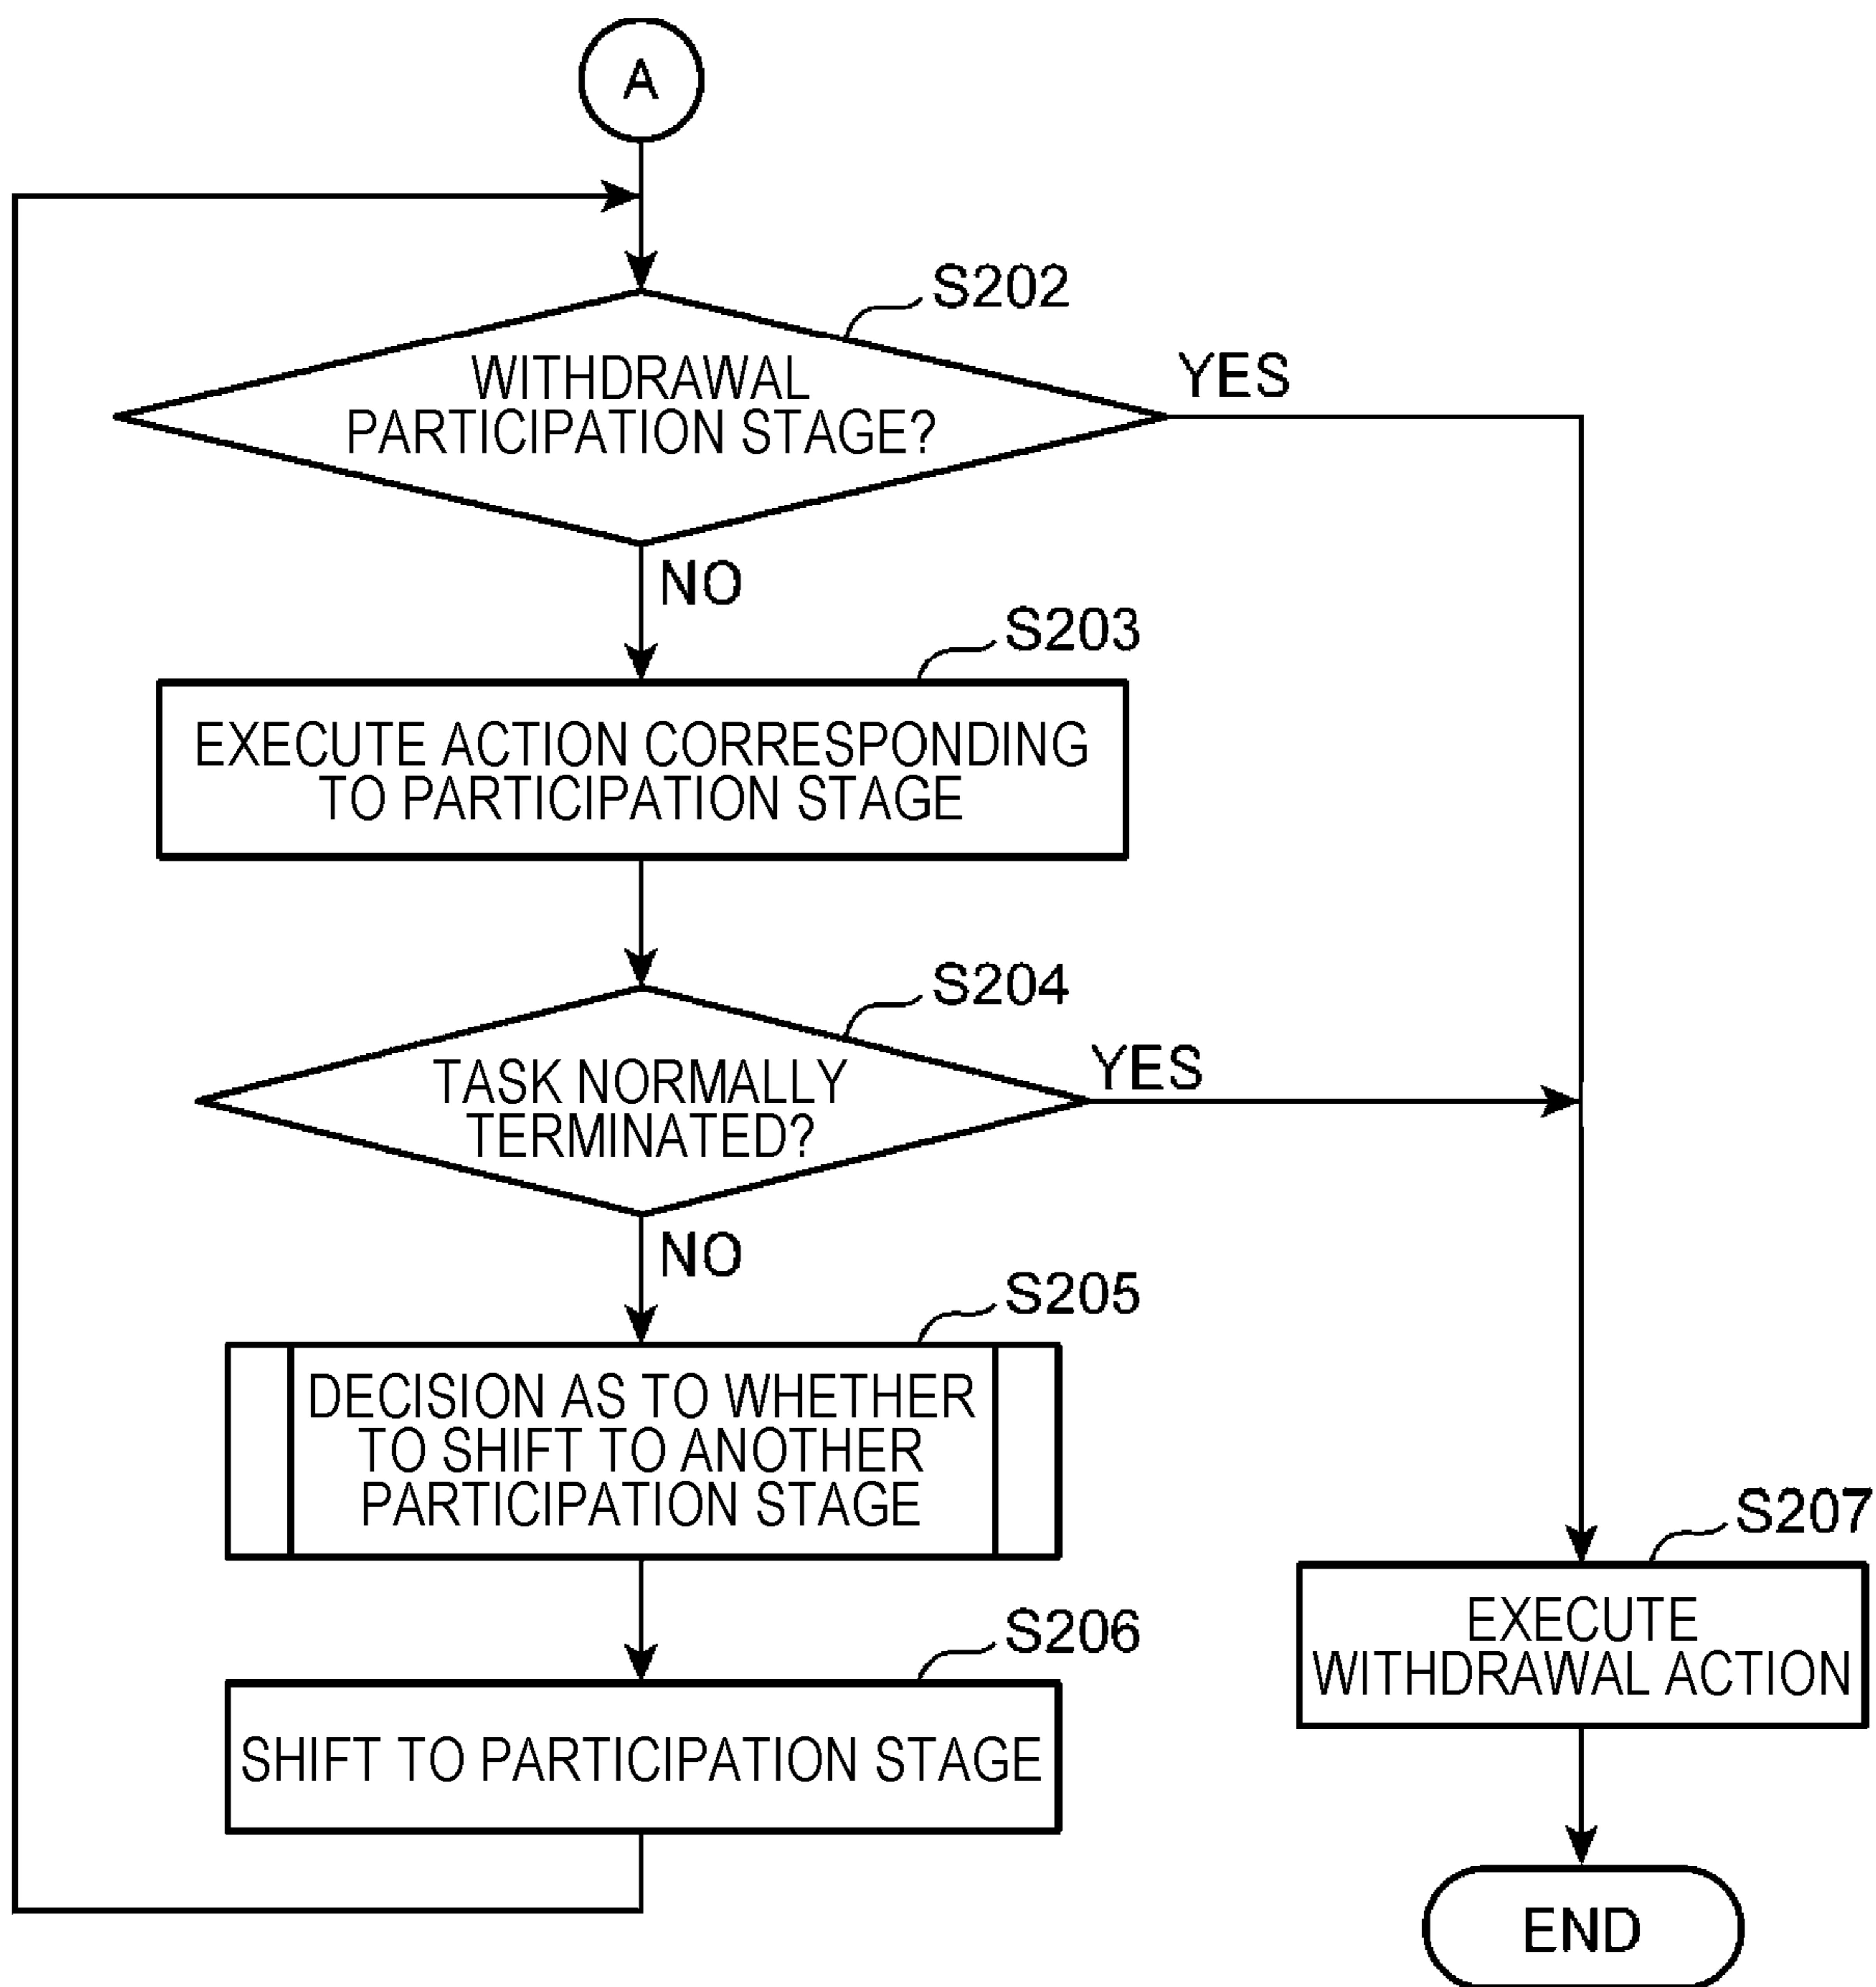 A
S202
WITHDRAWAL
PARTICIPATION STAGE?
YES
NO
S203
EXECUTE ACTION CORRESPONDING
TO PARTICIPATION STAGE
S204
TASK NORMALLY
TERMINATED?
YES
NO
S205
DECISION AS TO WHETHER
TO SHIFT TO ANOTHER
PARTICIPATION STAGE
S206
SHIFT TO PARTICIPATION STAGE
S207
EXECUTE
WITHDRAWAL ACTION
END